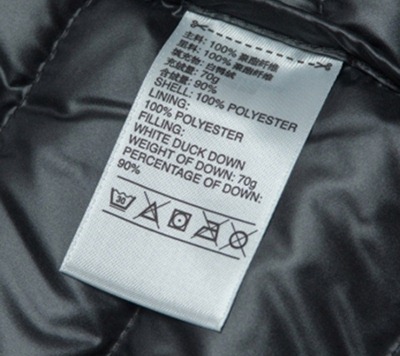 主料: 100% 聚酯纤维
里料: 100% 聚酯纤维
填充物: 白鸭绒
充绒量: 70g
含绒量: 90%
SHELL: 100% POLYESTER
LINING:
100% POLYESTER
FILLING:
WHITE DUCK DOWN
WEIGHT OF DOWN: 70g
PERCENTAGE OF DOWN:
90%
30